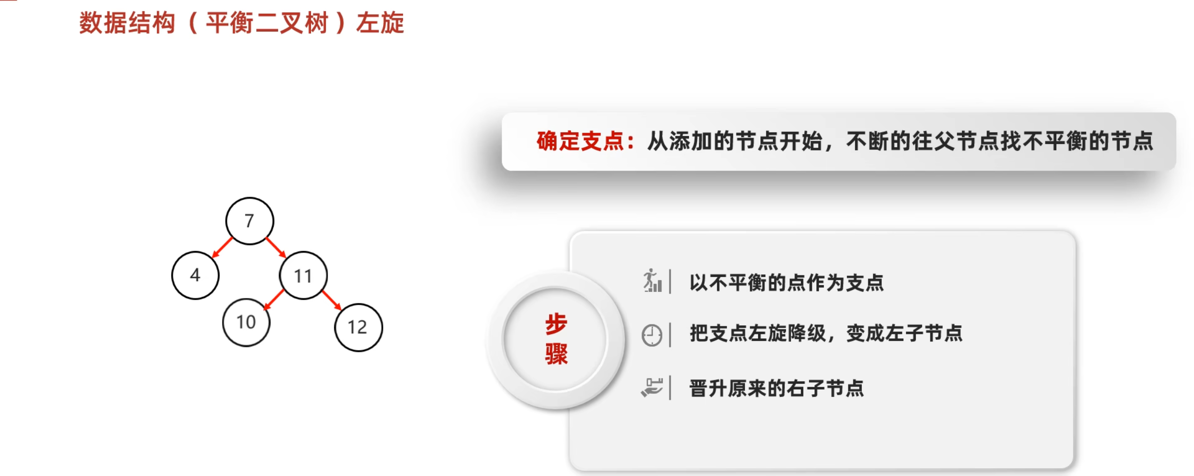 数据结构（平衡二叉树）左旋
确定支点：从添加的节点开始，不断的往父节点找不平衡的节点
7
4
11
10
12
步
骤
以不平衡的点作为支点
把支点左旋降级，变成左子节点
晋升原来的右子节点